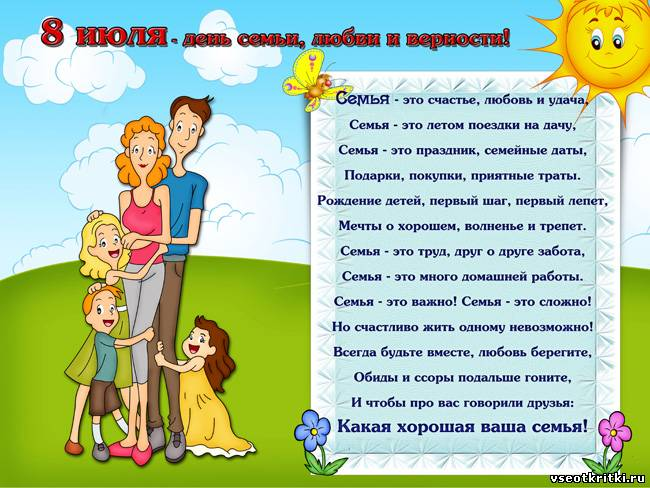 8 июля - день семьи, любви и верности!
Семья - это счастье, любовь и удача,
Семья - это летом поездки на дачу,
Семья - это праздник, семейные даты,
Подарки, покупки, приятные траты.
Рождение детей, первый шаг, первый лепет,
Мечты о хорошем, волненье и трепет.
Семья - это труд, друг о друге забота,
Семья - это много домашней работы.
Семья - это важно! Семья - это сложно!
Но счастливо жить одному невозможно!
Всегда будьте вместе, любовь берегите,
Обиды и ссоры подальше гоните,
И чтобы про вас говорили друзья:
Какая хорошая ваша семья!
vseotkritki.ru